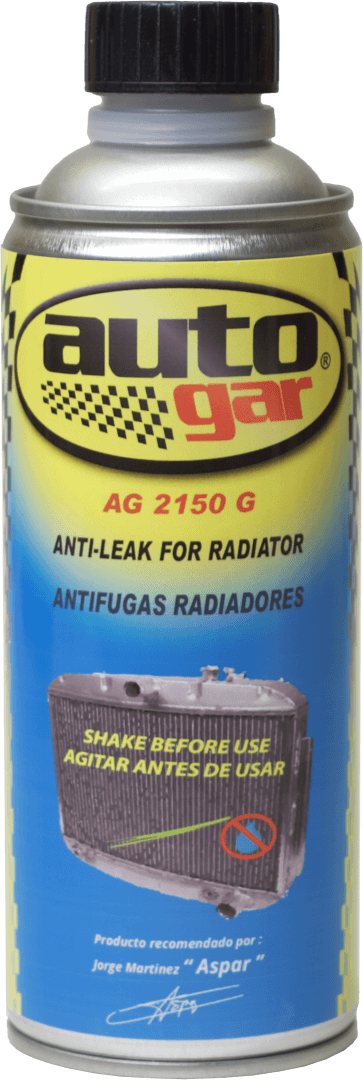 auto
gar®
AG 2150 G
ANTI-LEAK FOR RADIATOR
ANTIFUGAS RADIADORES
SHAKE BEFORE USE
AGITAR ANTES DE USAR
Producto recomendado por :
Jorge Martinez “ Aspar ”